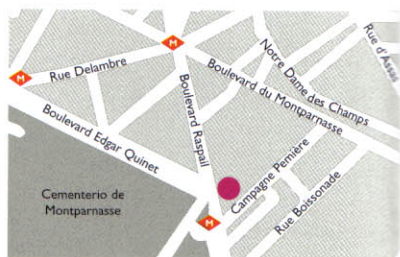 Rue Delambre
Boulevard Edgar Quinet
Boulevard Raspail
Boulevard du Montparnasse
Notre Dame des Champs
Rue d'Assas
Campagne Pemière
Rue Boissonade
Cementerio de
Montparnasse
M
M
M